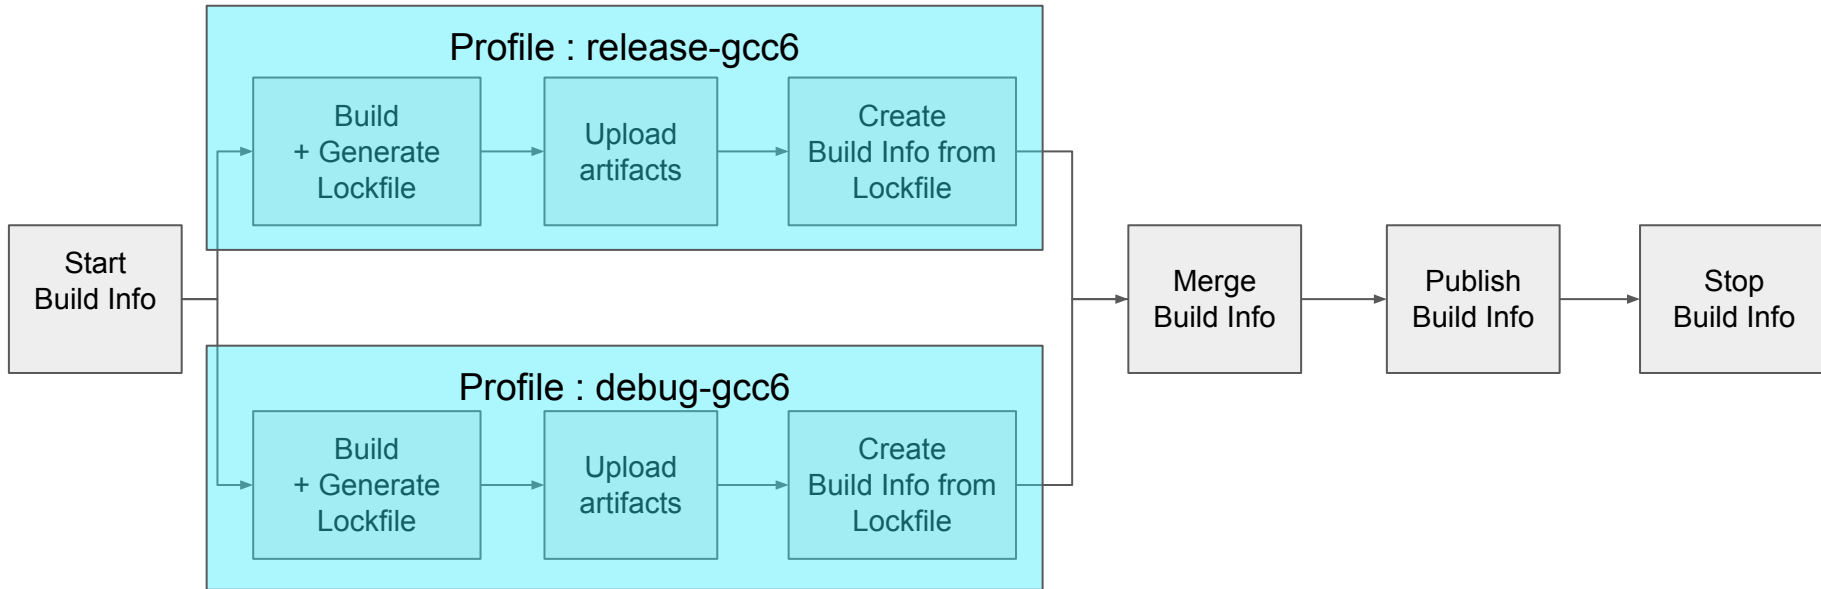 Profile : release-gcc6
Build
+ Generate
Lockfile
Upload
artifacts
Create
Build Info from
Lockfile
Start
Build Info
Profile : debug-gcc6
Build
+ Generate
Lockfile
Upload
artifacts
Create
Build Info from
Lockfile
Merge
Build Info
Publish
Build Info
Stop
Build Info